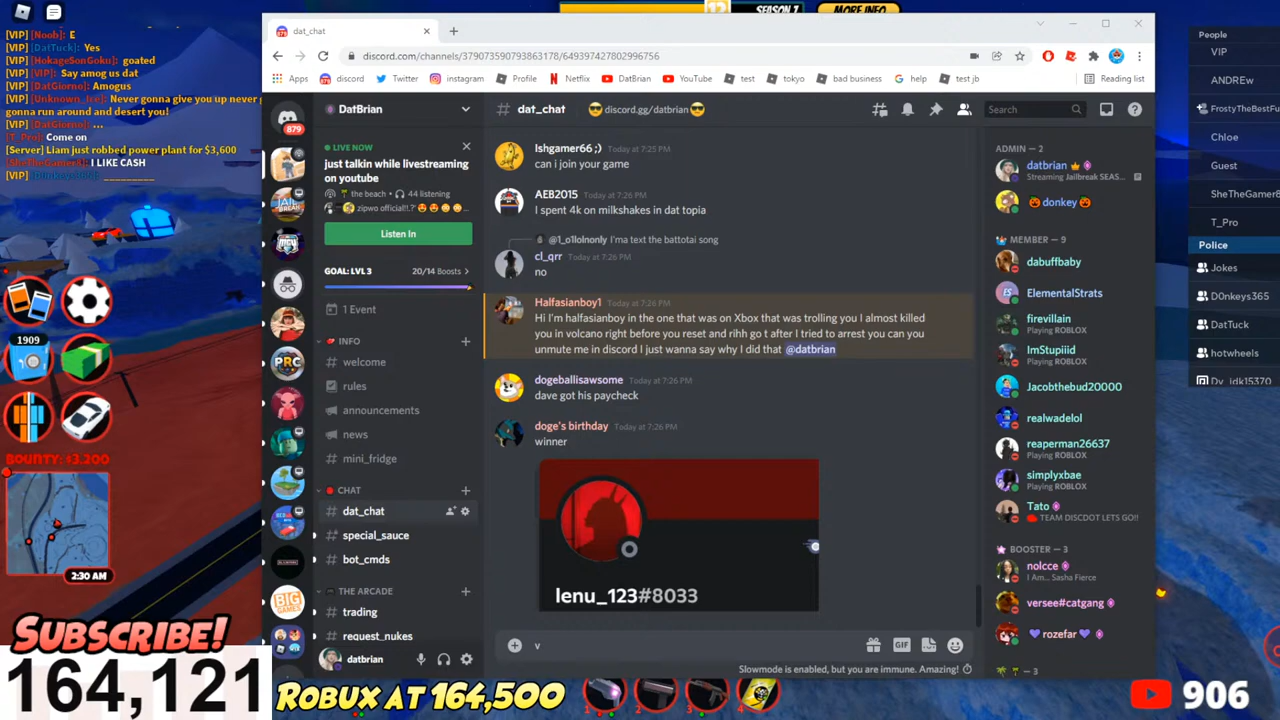 [VIP] [Noob]: E
[VIP] [DatTuck]: Yes
[VIP] [HokageSonGoku]: goated
[VIP] [VIP]: Say amog us dat
[VIP] [DatGiorno]: Amogus
[VIP] [Unknown_Ire]: Never gonna give you up never
gonna run around and desert you!
[VIP] [DatGiorno]: ...
[T_Pro]: Come on
[Server] Liam just robbed power plant for $3,600
[SheTheGamer8]: I LIKE CASH
1909
BOUNTY: $3,200
2:30 AM
SUBSCRIBE!
164,121
ROBUX AT 164,500
906
SEASON 7
MORE INFO
dat_chat
discord.com/channels/379073590793863178/649397427802996756
Apps
discord
Twitter
instagram
Profile
Netflix
DatBrian
YouTube
test
tokyo
bad business
help
test jb
Reading list
879
DatBrian
LIVE NOW
just talkin while livestreaming
on youtube
the beach • 44 listening
zipwo official!!.?'
Listen In
GOAL: LVL 3
20/14 Boosts
1 Event
INFO
welcome
rules
announcements
news
mini_fridge
CHAT
dat_chat
special_sauce
bot_cmds
THE ARCADE
trading
request_nukes
datbrian
# dat_chat
😎 discord.gg/datbrian😎
Search
Ishgamer66 ;) Today at 7:25 PM
can i join your game
AEB2015 Today at 7:26 PM
I spent 4k on milkshakes in dat topia
@1_o1lolnonly I'ma text the battotai song
cl_qrr Today at 7:26 PM
no
Halfasianboy1 Today at 7:26 PM
Hi I'm halfasianboy in the one that was on Xbox that was trolling you I almost killed
you in volcano right before you reset and rihh go t after I tried to arrest you can you
unmute me in discord I just wanna say why I did that @datbrian
dogeballisawsome Today at 7:26 PM
dave got his paycheck
doge's birthday Today at 7:26 PM
winner
lenu_123#8033
v
Slowmode is enabled, but you are immune. Amazing!
ADMIN – 2
datbrian
Streaming Jailbreak SEAS...
🎃 donkey 🎃
MEMBER – 9
dabuffbaby
ElementalStrats
firevillain
Playing ROBLOX
ImStupiiid
Playing ROBLOX
Jacobthebud20000
realwadelol
reaperman26637
Playing ROBLOX
simplyxbae
Playing ROBLOX
Tato
TEAM DISCDOT LETS GO!!
BOOSTER – 3
nolcce
I Am... Sasha Fierce
versee#catgang
💜 rozefar 💜
– 3
People
VIP
ANDREw
FrostyTheBestFu
Chloe
Guest
SheTheGamer8
T_Pro
Police
Jokes
D0nkeys365
DatTuck
hotwheels
Dv_idk15370